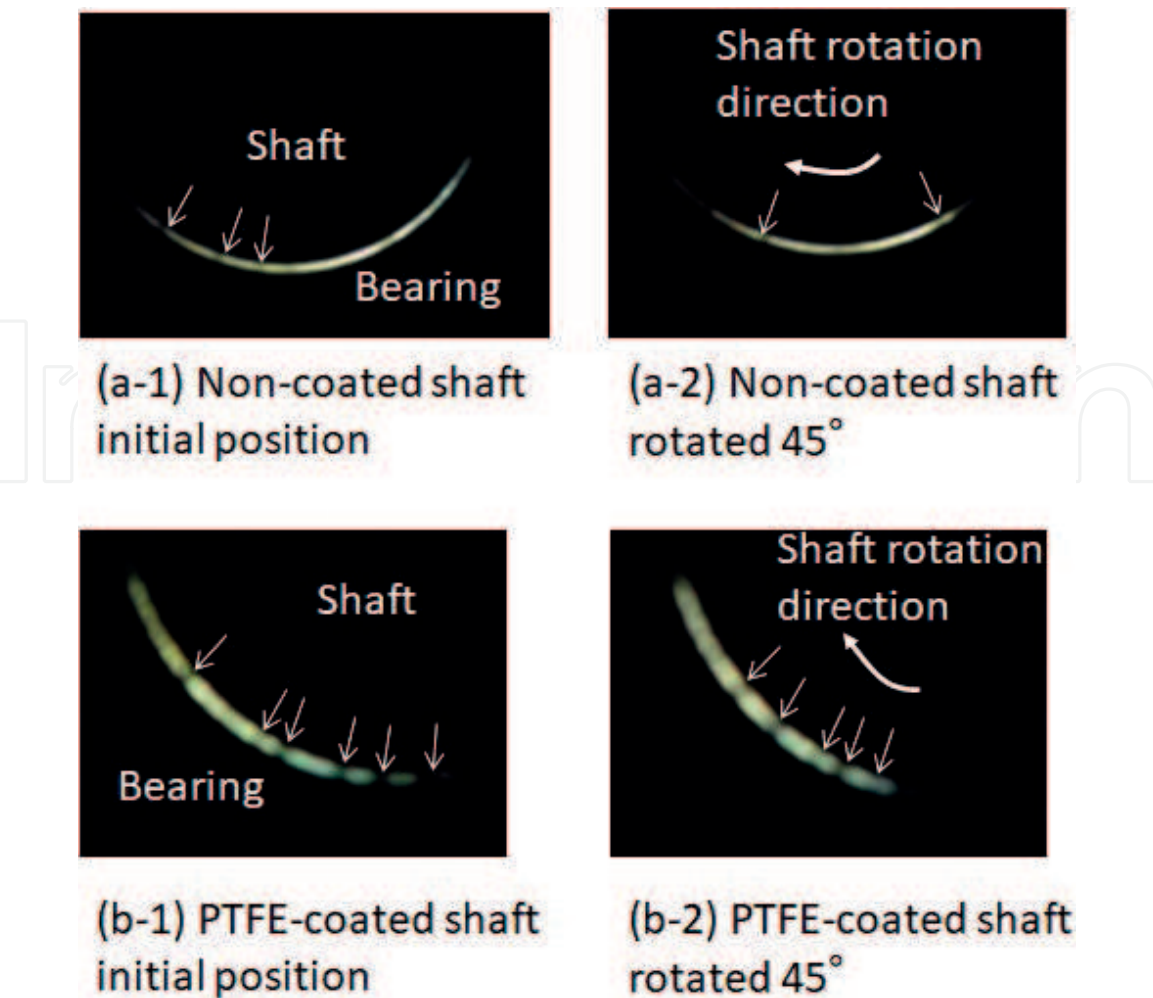 Shaft
Bearing
Shaft rotation
direction
(a-1) Non-coated shaft
initial position
(a-2) Non-coated shaft
rotated 45°
Shaft
Bearing
Shaft rotation
direction
(b-1) PTFE-coated shaft
initial position
(b-2) PTFE-coated shaft
rotated 45°